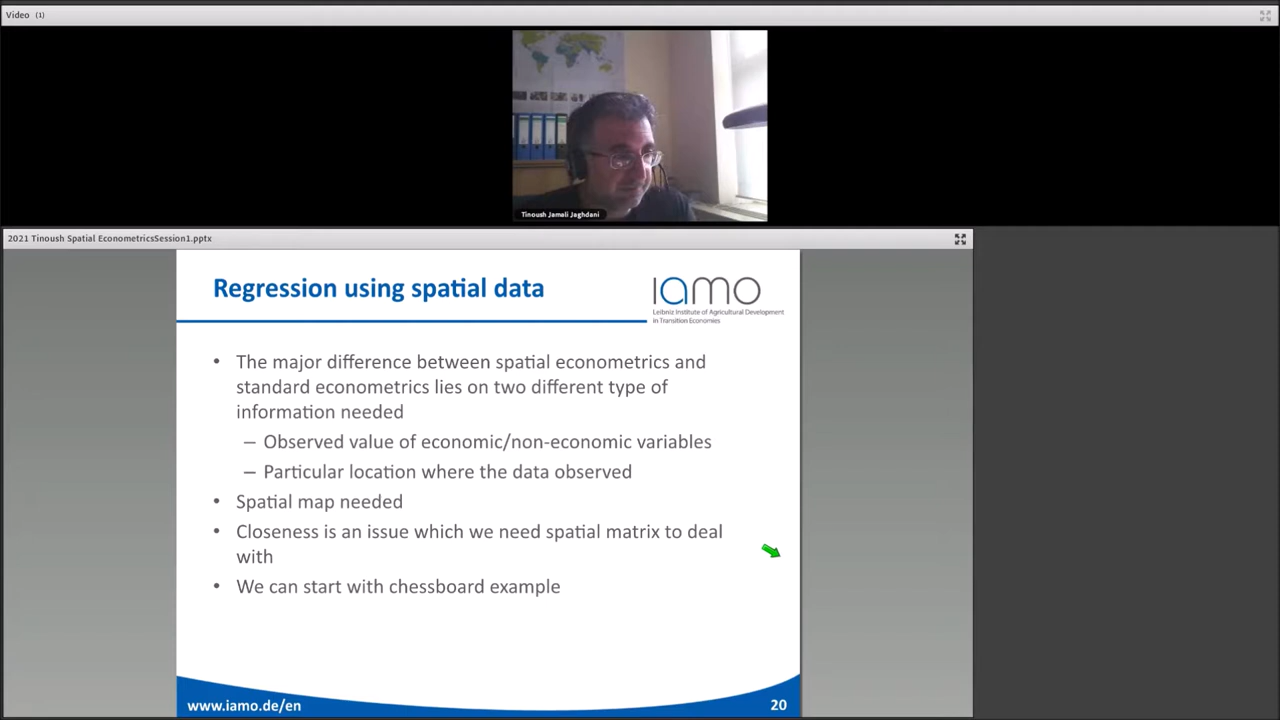 Video (1)
Tinoush Jamali Jaghdani
2021 Tinoush Spatial EconometricsSession1.pptx
Regression using spatial data
iamo
Leibniz Institute of Agricultural Development
in Transition Economies
• The major difference between spatial econometrics and
standard econometrics lies on two different type of
information needed
– Observed value of economic/non-economic variables
– Particular location where the data observed
• Spatial map needed
• Closeness is an issue which we need spatial matrix to deal
with
• We can start with chessboard example
www.iamo.de/en
20